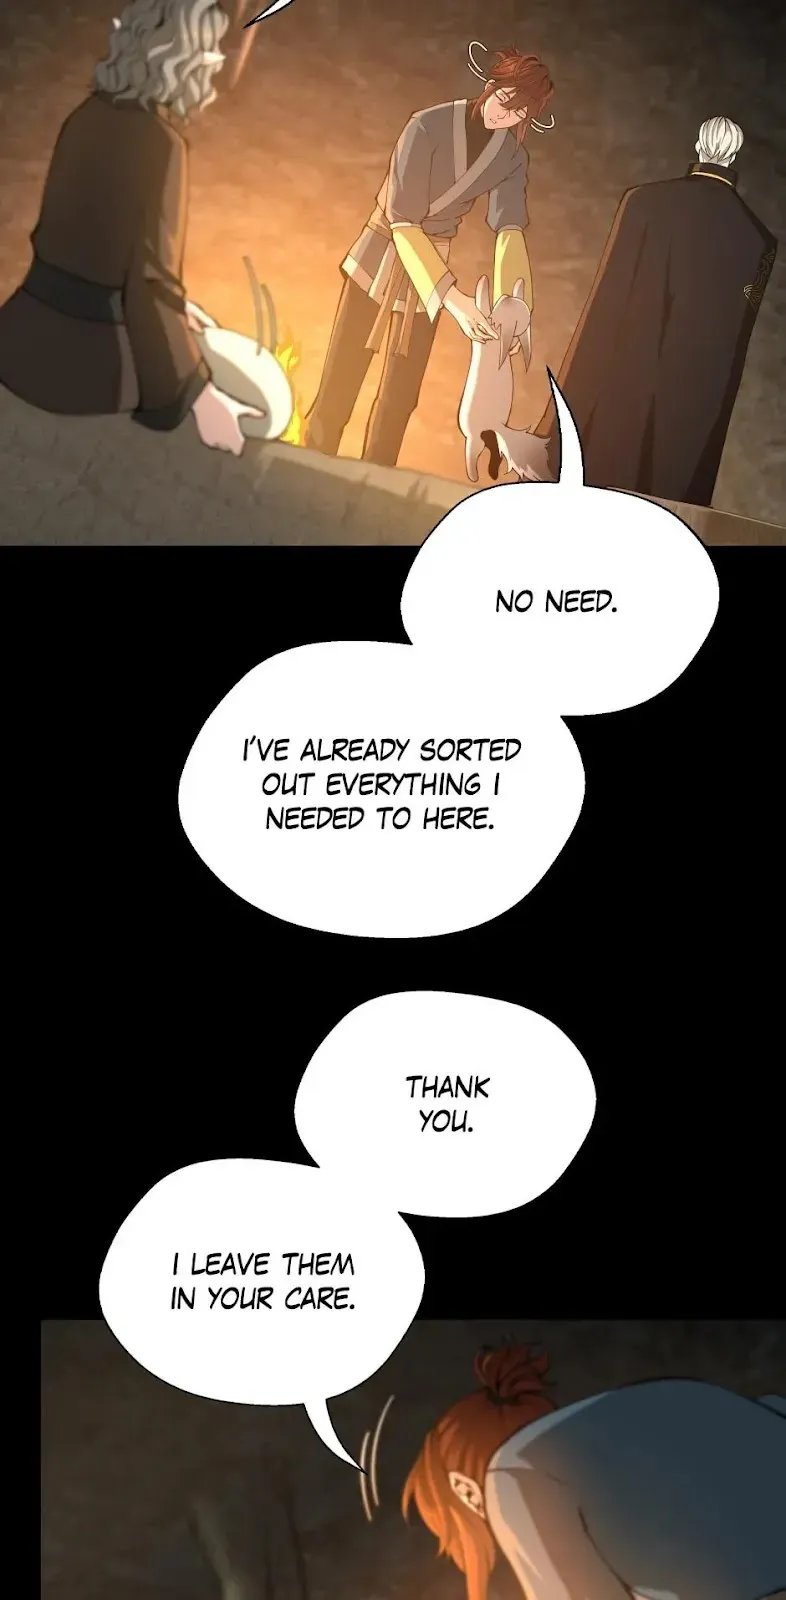 NO NEED.
I'VE ALREADY SORTED
OUT EVERYTHING I
NEEDED TO HERE.
THANK
YOU.
I LEAVE THEM
IN YOUR CARE.